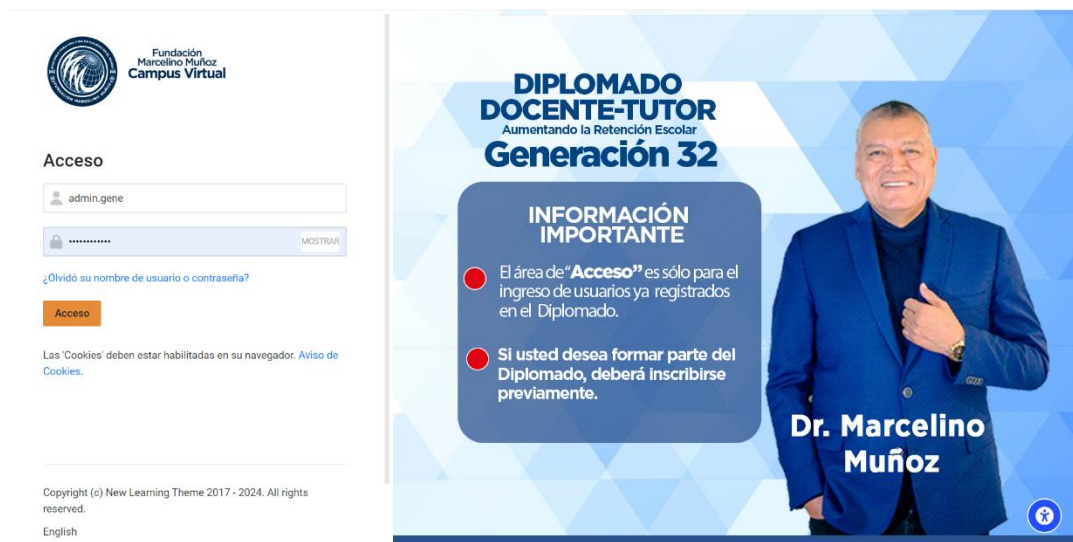 Fundación
Marcelino Muñoz
Campus Virtual
Acceso
admin.gene
••••••••••••
MOSTRAR
¿Olvidó su nombre de usuario o contraseña?
Acceso
Las 'Cookies' deben estar habilitadas en su navegador. Aviso de
Cookies.
Copyright (c) New Learning Theme 2017 - 2024. All rights
reserved.
English
DIPLOMADO
DOCENTE-TUTOR
Aumentando la Retención Escolar
Generación 32
INFORMACIÓN
IMPORTANTE
El área de "Acceso" es sólo para el
ingreso de usuarios ya registrados
en el Diplomado.
Si usted desea formar parte del
Diplomado, deberá inscribirse
previamente.
Dr. Marcelino
Muñoz